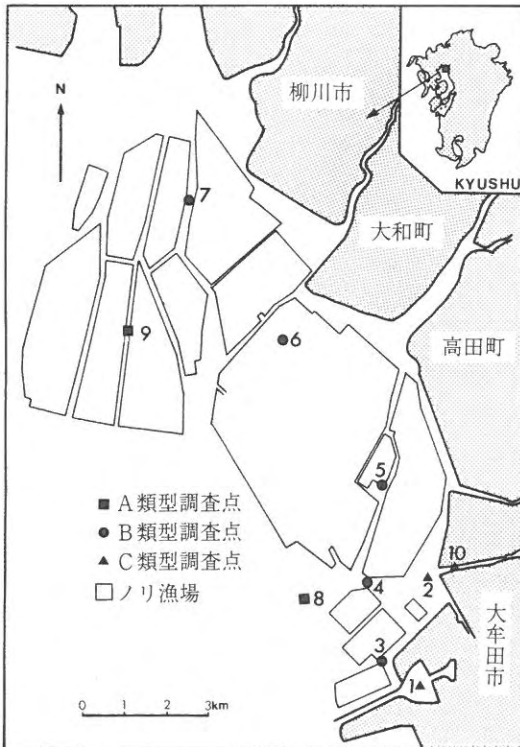 柳川市
N
KYUSHU
7
大和町
9
6
高田町
5
■ A類型調査点
● B類型調査点
▲ C類型調査点
□ ノリ漁場
10
4
2
8
大牟田市
3
1
0 1 2 3km